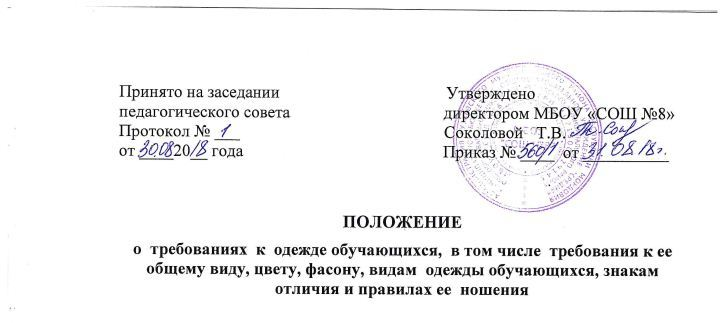 Принято на заседании
педагогического совета
Протокол № 1
от 30.08 2018 года
Утверждено
директором МБОУ «СОШ №8»
Соколовой Т.В.
Приказ № 560/1 от 31.08.18г.
ПОЛОЖЕНИЕ
о требованиях к одежде обучающихся, в том числе требования к ее
общему виду, цвету, фасону, видам одежды обучающихся, знакам
отличия и правилах ее ношения